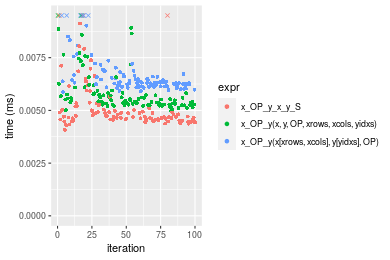 time (ms)
0.0075
0.0050
0.0025
0.0000
0
25
50
75
100
iteration
expr
x_OP_y_x_y_S
x_OP_y(x, y, OP, xrows, xcols, yidxs)
x_OP_y(x[xrows, xcols], y[yidxs], OP)